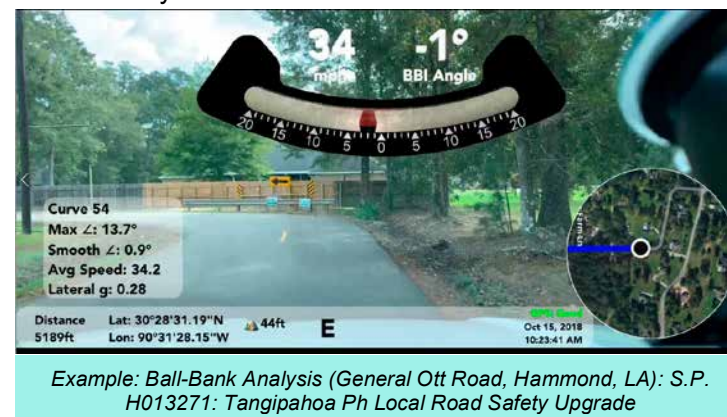 34
mph
-1°
BBI Angle
20 15 10 5 0 5 10 15 20
Curve 54
Max ∠: 13.7°
Smooth ∠: 0.9°
Avg Speed: 34.2
Lateral g: 0.28
Farm Ln
Distance
5189ft
Lat: 30°28'31.19"N
Lon: 90°31'28.15"W
44ft
E
GPS: Good
Oct 15, 2018
10:23:41 AM
Example: Ball-Bank Analysis (General Ott Road, Hammond, LA): S.P.
H013271: Tangipahoa Ph Local Road Safety Upgrade